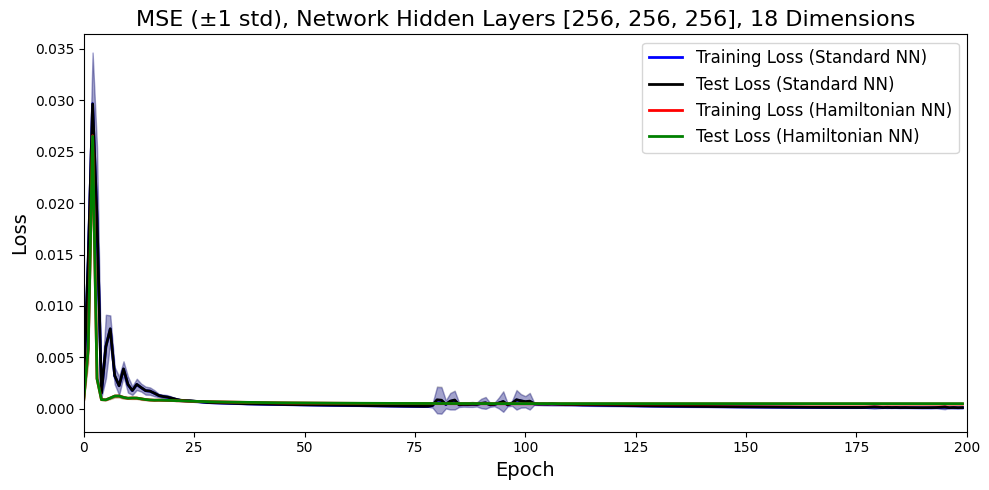 MSE (±1 std), Network Hidden Layers [256, 256, 256], 18 Dimensions
Training Loss (Standard NN)
Test Loss (Standard NN)
Training Loss (Hamiltonian NN)
Test Loss (Hamiltonian NN)
Loss
0.035
0.030
0.025
0.020
0.015
0.010
0.005
0.000
0 25 50 75 100 125 150 175 200
Epoch